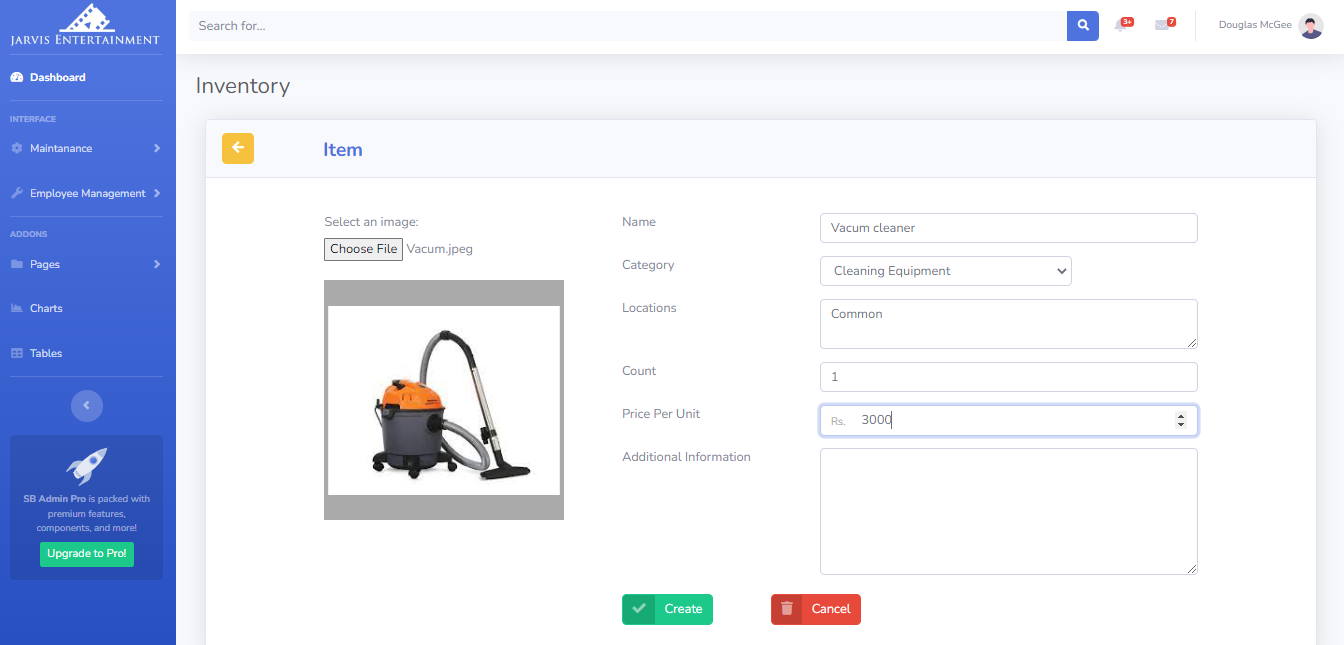 JARVIS ENTERTAINMENT
Dashboard
INTERFACE
Maintanance
Employee Management
ADDONS
Pages
Charts
Tables
SB Admin Pro is packed with
premium features,
components, and more!
Upgrade to Pro!
Search for...
3+
7
Douglas McGee
Inventory
Item
Select an image:
Choose File Vacum.jpeg
Name
Vacum cleaner
Category
Cleaning Equipment
Locations
Common
Count
1
Price Per Unit
Rs. 3000
Additional Information
Create
Cancel